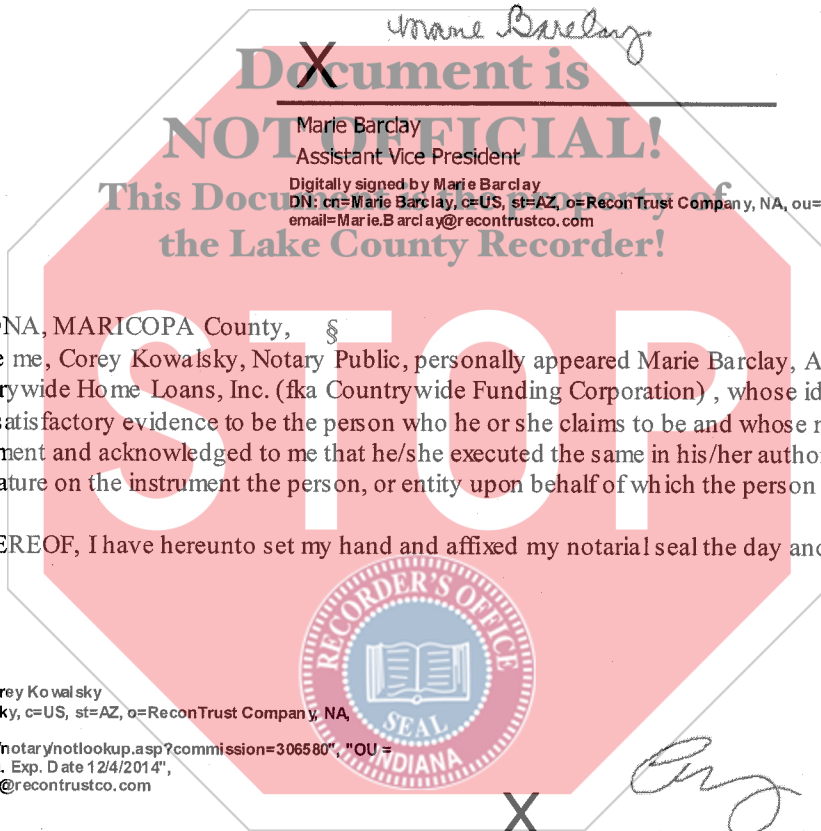 Marie Barclay
X
Document is
NOT OFFICIAL!
This Document is the property of
the Lake County Recorder!
Marie Barclay
Assistant Vice President
Digitally signed by Marie Barclay
DN: cn=Marie Barclay, c=US, st=AZ, o=ReconTrust Company, NA, ou=
email=Marie.Barclay@recontrustco.com
STOP
NA, MARICOPA County, §
e me, Corey Kowalsky, Notary Public, personally appeared Marie Barclay, A
rywide Home Loans, Inc. (fka Countrywide Funding Corporation) , whose id
satisfactory evidence to be the person who he or she claims to be and whose n
ment and acknowledged to me that he/she executed the same in his/her author
ature on the instrument the person, or entity upon behalf of which the person
EREOF, I have hereunto set my hand and affixed my notarial seal the day and
RECORDER'S OFFICE
SEAL
INDIANA
rey Kowalsky
ky, c=US, st=AZ, o=ReconTrust Company, NA,
/notary/notlookup.asp?commission=306580", "OU =
. Exp. Date 12/4/2014",
@recontrustco.com
X